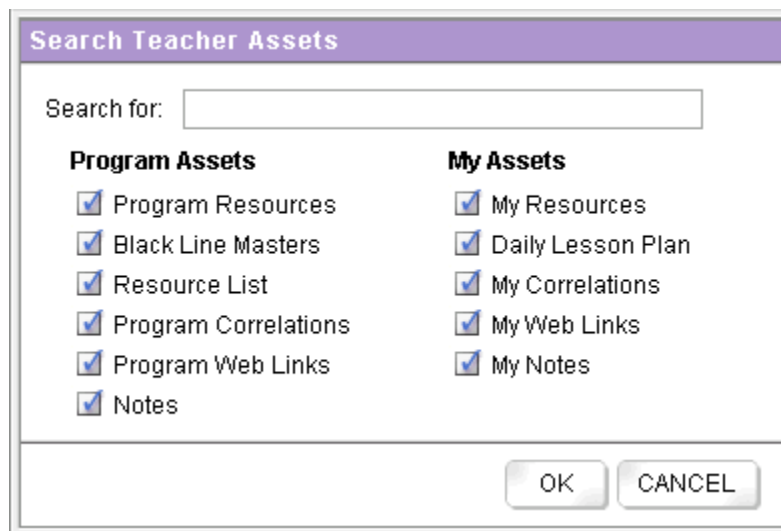 Search Teacher Assets
Search for:
Program Assets
Program Resources
Black Line Masters
Resource List
Program Correlations
Program Web Links
Notes
My Assets
My Resources
Daily Lesson Plan
My Correlations
My Web Links
My Notes
OK
CANCEL